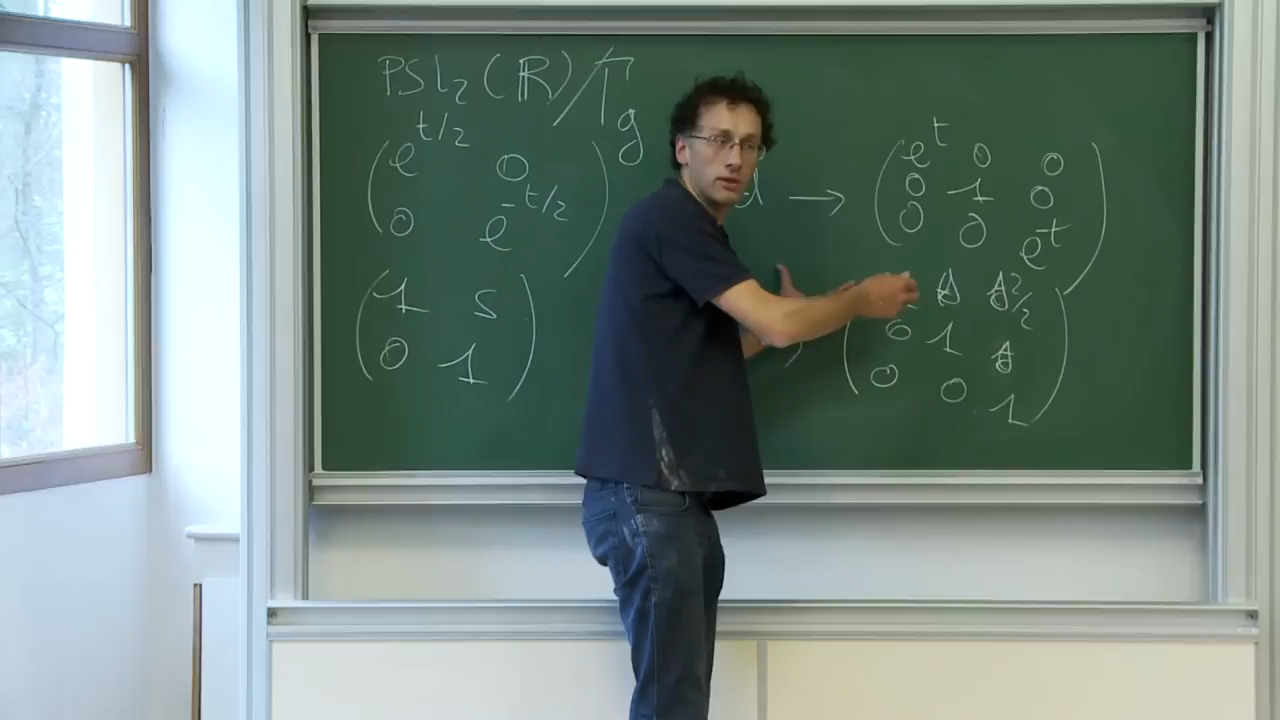 PSL₂(ℝ)/Γg
( e^{t/2} 0
0 e^{-t/2} )
( 1 s
0 1 )
d → ( e^t 0 0
0 1 0
0 0 e^{-t} )
( s s²/2
0 1 s
0 0 1 )